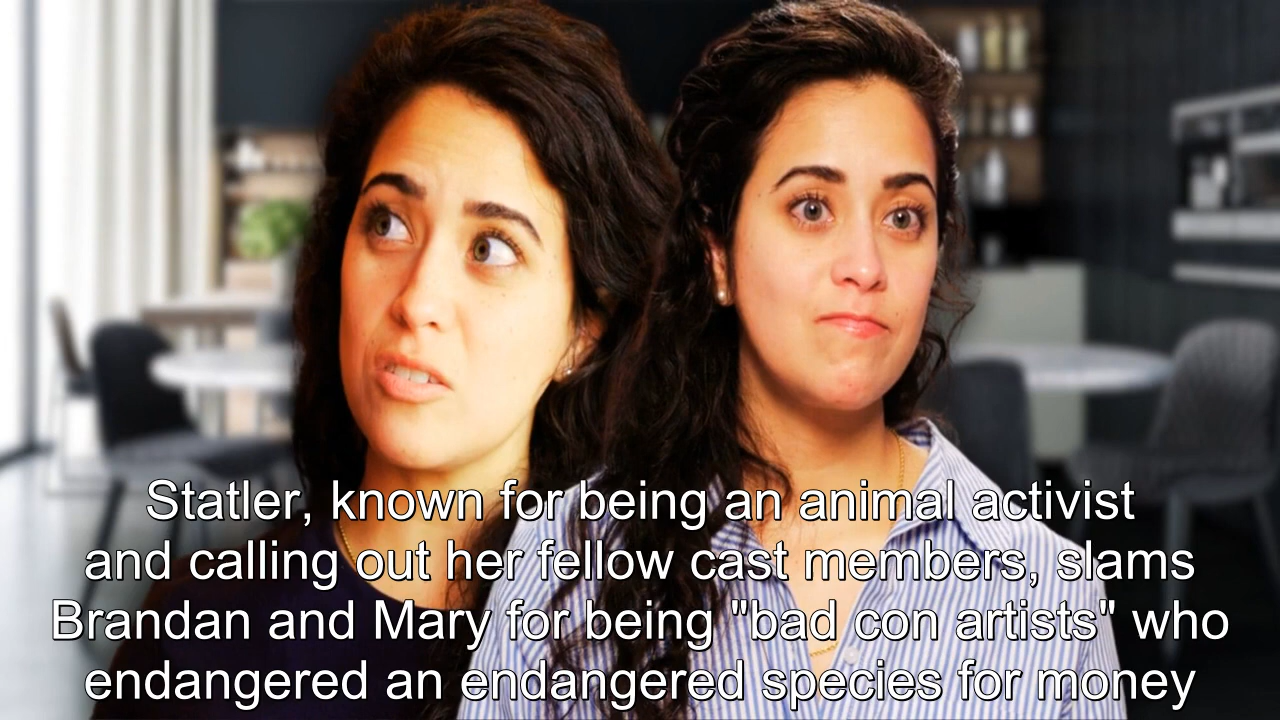 Statler, known for being an animal activist
and calling out her fellow cast members, slams
Brandan and Mary for being "bad con artists" who
endangered an endangered species for money